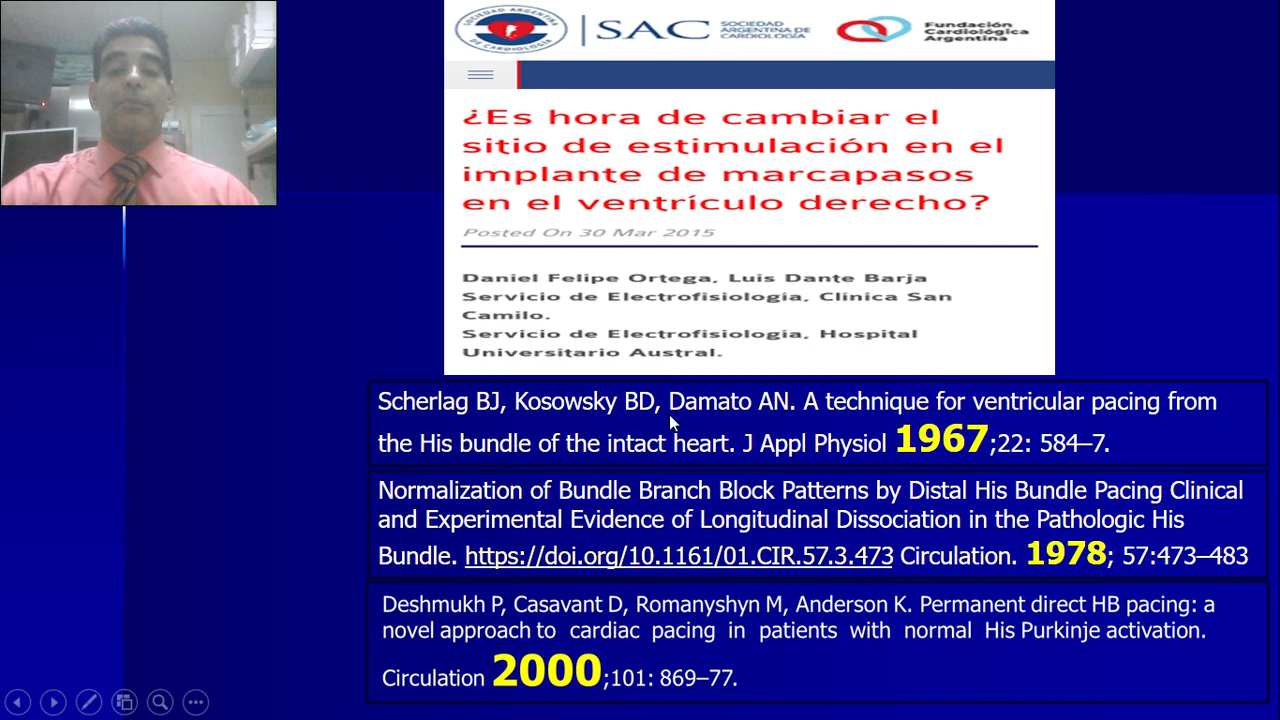 SOCIEDAD ARGENTINA
DE CARDIOLOGÍA
SAC
SOCIEDAD
ARGENTINA DE
CARDIOLOGÍA
Fundación
Cardiológica
Argentina
¿Es hora de cambiar el
sitio de estimulación en el
implante de marcapasos
en el ventrículo derecho?
Posted On 30 Mar 2015
Daniel Felipe Ortega, Luis Dante Barja
Servicio de Electrofisiología, Clínica San
Camilo.
Servicio de Electrofisiología, Hospital
Universitario Austral.
Scherlag BJ, Kosowsky BD, Damato AN. A technique for ventricular pacing from
the His bundle of the intact heart. J Appl Physiol 1967;22: 584–7.
Normalization of Bundle Branch Block Patterns by Distal His Bundle Pacing Clinical
and Experimental Evidence of Longitudinal Dissociation in the Pathologic His
Bundle. https://doi.org/10.1161/01.CIR.57.3.473 Circulation. 1978; 57:473–483
Deshmukh P, Casavant D, Romanyshyn M, Anderson K. Permanent direct HB pacing: a
novel approach to cardiac pacing in patients with normal His Purkinje activation.
Circulation 2000;101: 869–77.